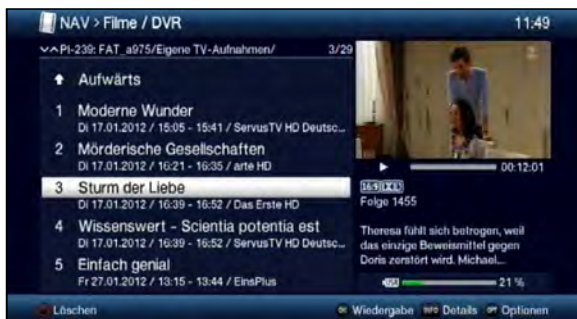 NAV > Filme / DVR
11:49
PI-239: FAT_a975/Eigene TV-Aufnahmen/ 3/29
Aufwärts
1 Moderne Wunder
Di 17.01.2012 / 15:05 - 15:41 / ServusTV HD Deutsc...
2 Mörderische Gesellschaften
Di 17.01.2012 / 16:21 - 16:35 / arte HD
3 Sturm der Liebe
Di 17.01.2012 / 16:39 - 16:52 / Das Erste HD
4 Wissenswert - Scientia potentia est
Di 17.01.2012 / 16:39 - 16:52 / ServusTV HD Deutsc...
5 Einfach genial
Fr 27.01.2012 / 13:15 - 13:44 / EinsPlus
00:12:01
16:9
Folge 1455
Theresa fühlt sich betrogen, weil
das einzige Beweismittel gegen
Doris zerstört wird. Michael...
21 %
Löschen
OK Wiedergabe INFO Details OPT Optionen